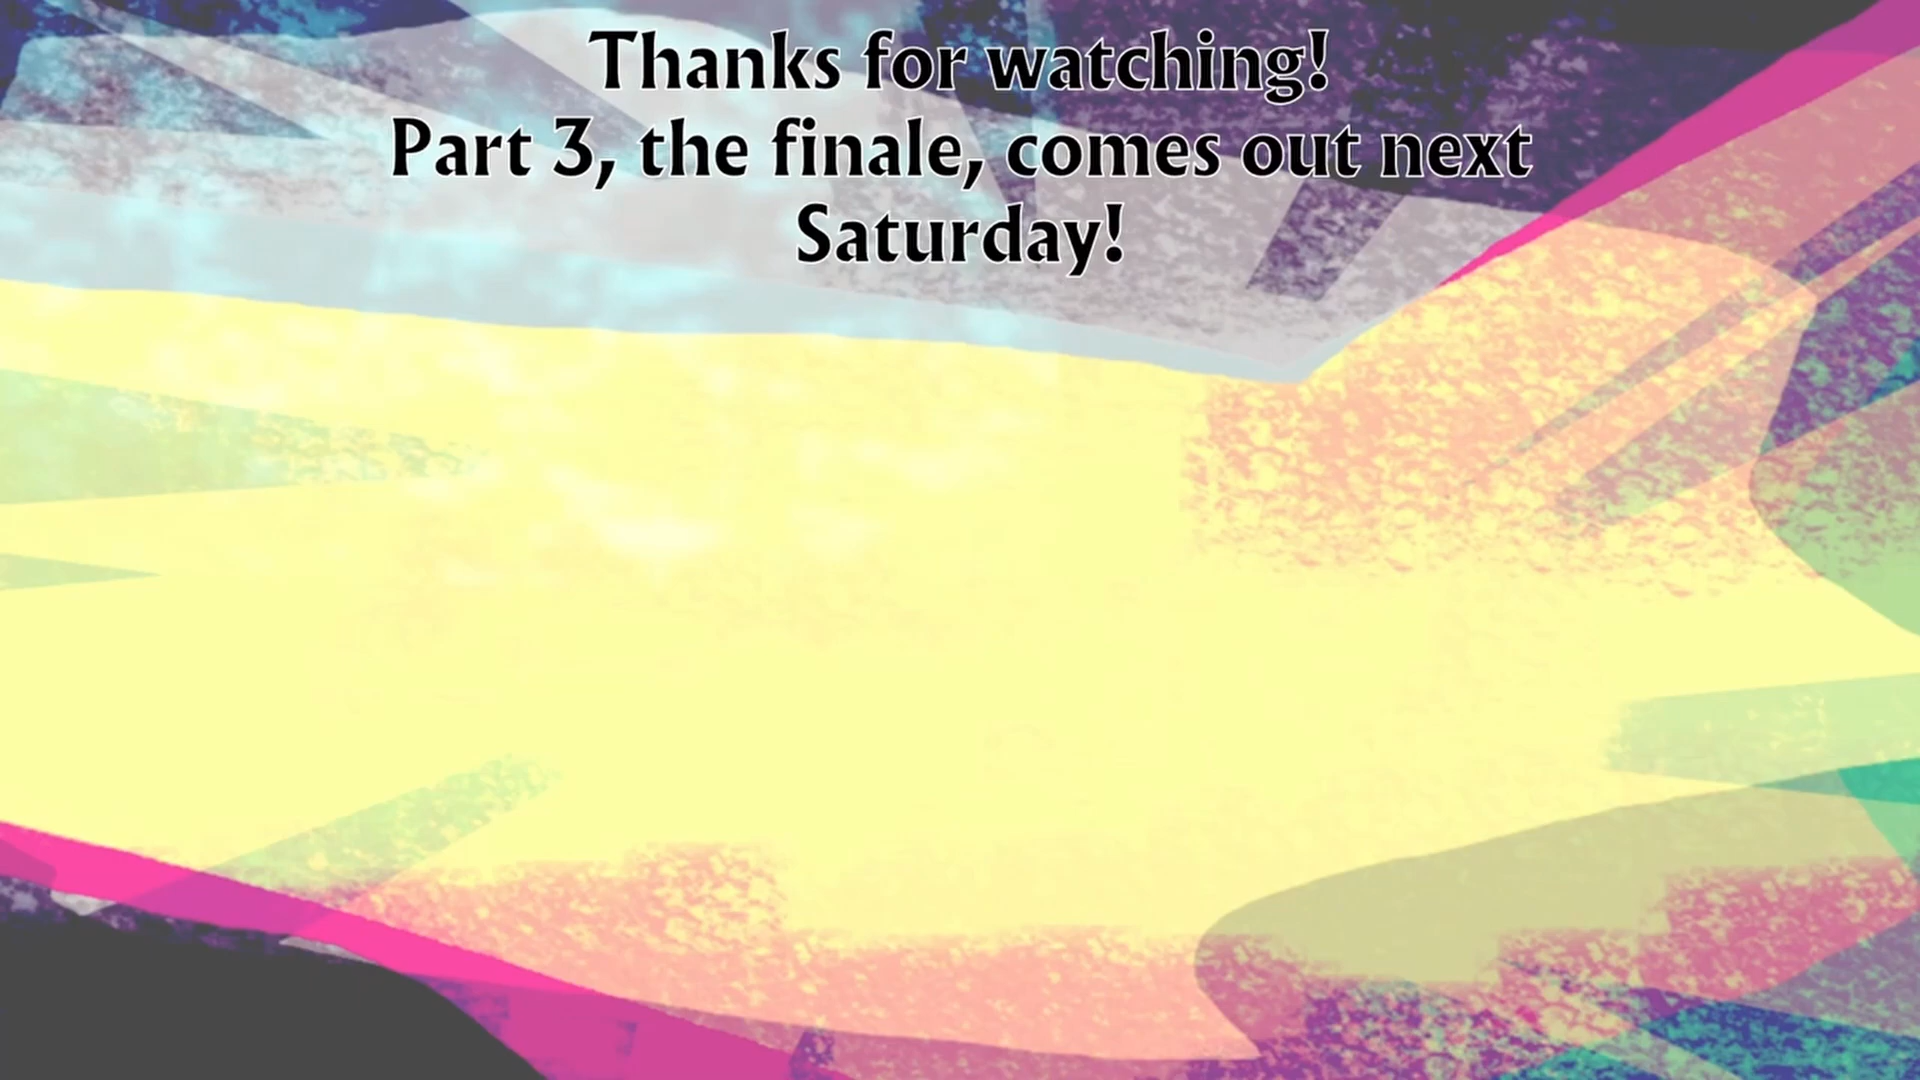 Thanks for watching!
Part 3, the finale, comes out next
Saturday!